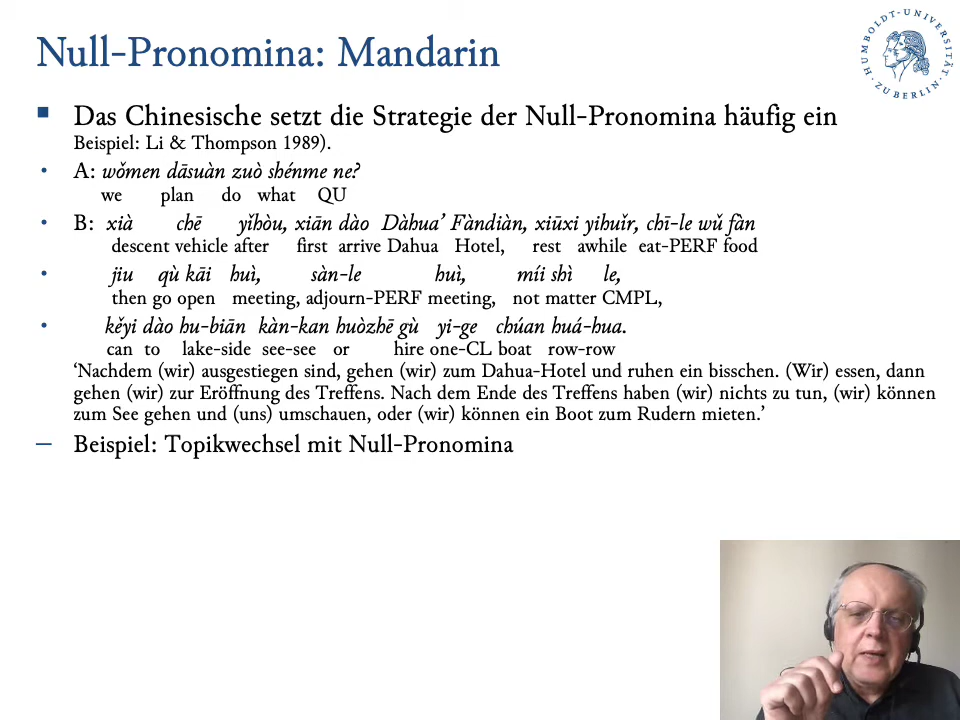 Null-Pronomina: Mandarin
HUMBOLDT-UNIVERSITÄT ZU BERLIN
Das Chinesische setzt die Strategie der Null-Pronomina häufig ein
Beispiel: Li & Thompson 1989).
A: wǒmen dāsuàn zuò shénme ne?
we plan do what QU
B: xià chē yǐhòu, xiān dào Dàhua’ Fàndiàn, xiūxi yihuǐr, chī-le wǔ fàn
descent vehicle after first arrive Dahua Hotel, rest awhile eat-PERF food
jiu qù kāi huì, sàn-le huì, míi shì le,
then go open meeting, adjourn-PERF meeting, not matter CMPL,
kěyi dào hu-biān kàn-kan huòzhē gù yi-ge chúan huá-hua.
can to lake-side see-see or hire one-CL boat row-row
‘Nachdem (wir) ausgestiegen sind, gehen (wir) zum Dahua-Hotel und ruhen ein bisschen. (Wir) essen, dann
gehen (wir) zur Eröffnung des Treffens. Nach dem Ende des Treffens haben (wir) nichts zu tun, (wir) können
zum See gehen und (uns) umschauen, oder (wir) können ein Boot zum Rudern mieten.’
Beispiel: Topikwechsel mit Null-Pronomina